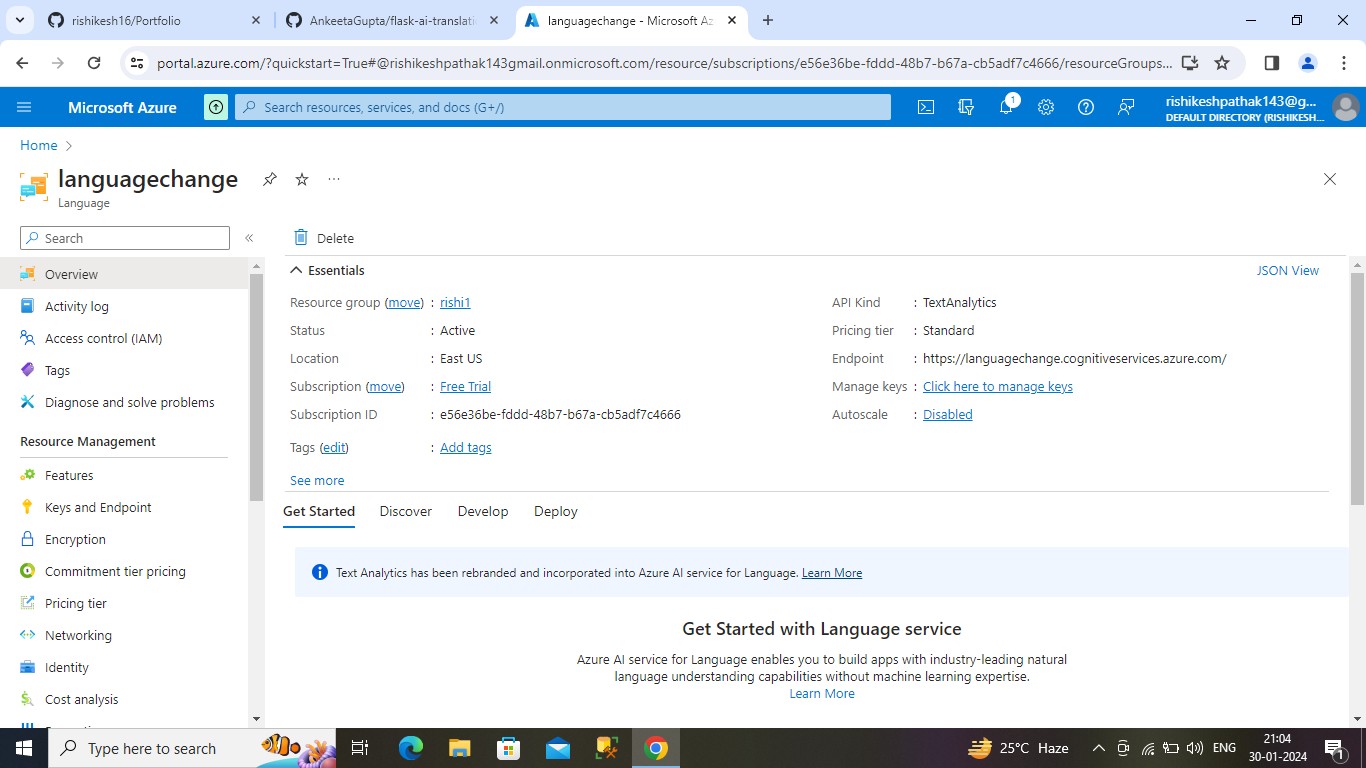 rishikesh16/Portfolio
AnkeetaGupta/flask-ai-translati
languagechange - Microsoft Az
portal.azure.com/?quickstart=True#@rishikeshpathak143gmail.onmicrosoft.com/resource/subscriptions/e56e36be-fddd-48b7-b67a-cb5adf7c4666/resourceGroups...
Microsoft Azure
Search resources, services, and docs (G+/)
1
rishikeshpathak143@g...
DEFAULT DIRECTORY (RISHIKESH...
Home
languagechange
Language
Search
Overview
Activity log
Access control (IAM)
Tags
Diagnose and solve problems
Resource Management
Features
Keys and Endpoint
Encryption
Commitment tier pricing
Pricing tier
Networking
Identity
Cost analysis
Delete
Essentials
JSON View
Resource group (move) : rishi1
Status : Active
Location : East US
Subscription (move) : Free Trial
Subscription ID : e56e36be-fddd-48b7-b67a-cb5adf7c4666
Tags (edit) : Add tags
See more
API Kind : TextAnalytics
Pricing tier : Standard
Endpoint : https://languagechange.cognitiveservices.azure.com/
Manage keys : Click here to manage keys
Autoscale : Disabled
Get Started Discover Develop Deploy
Text Analytics has been rebranded and incorporated into Azure AI service for Language. Learn More
Get Started with Language service
Azure AI service for Language enables you to build apps with industry-leading natural
language understanding capabilities without machine learning expertise.
Learn More
Type here to search
25°C Haze
ENG
21:04
30-01-2024
1